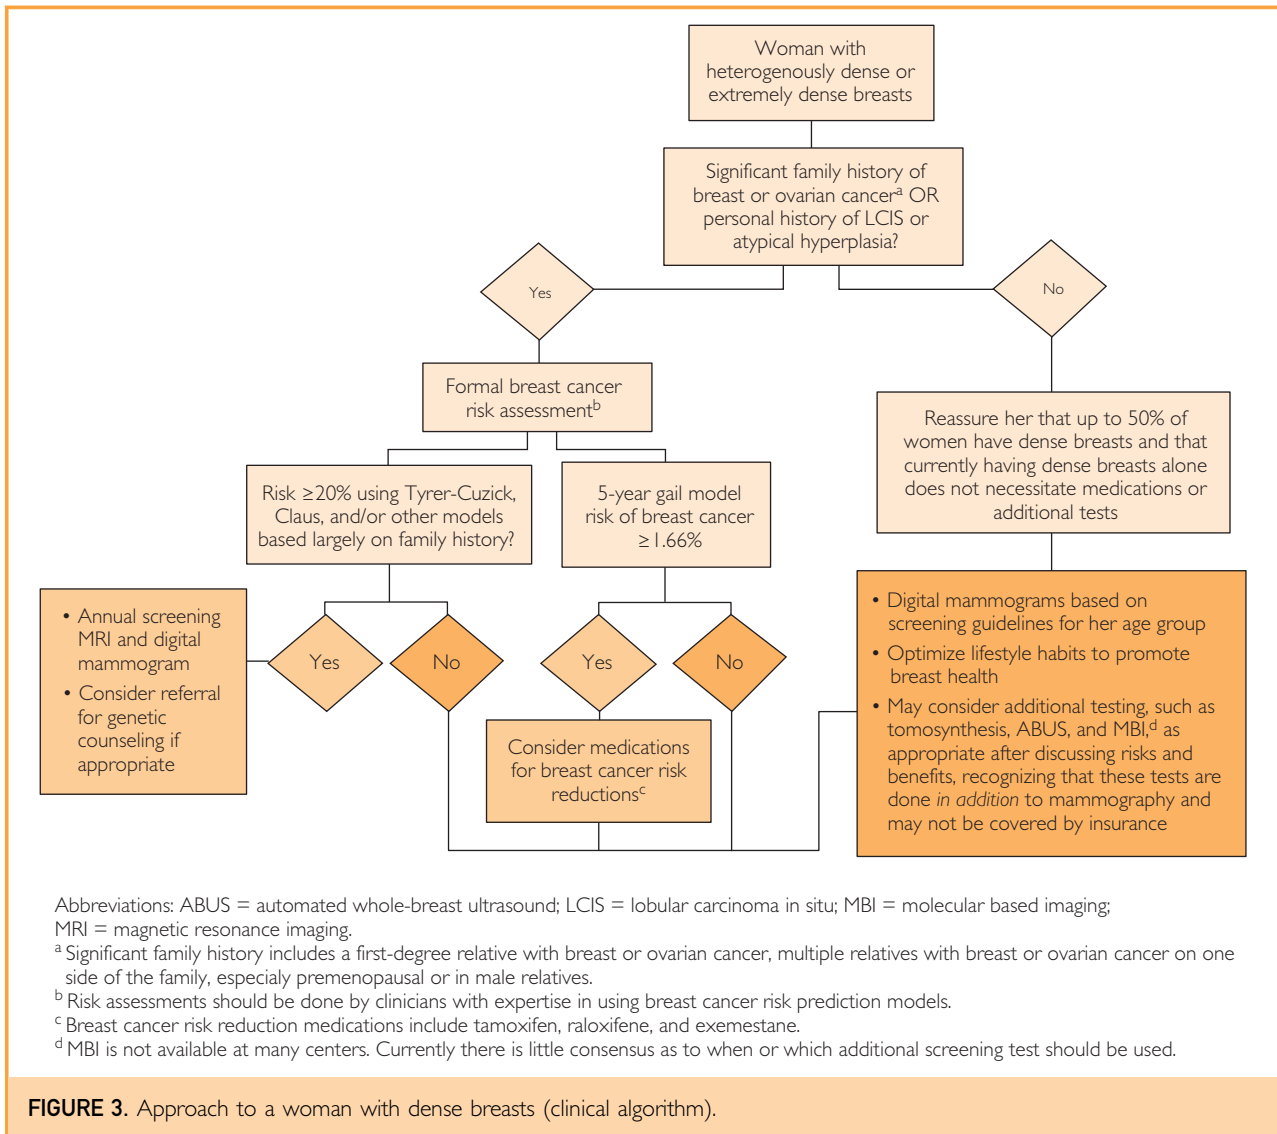 Woman with
heterogenously dense or
extremely dense breasts
Significant family history of
breast or ovarian cancera OR
personal history of LCIS or
atypical hyperplasia?
Yes
No
Formal breast cancer
risk assessmentb
Risk ≥20% using Tyrer-Cuzick,
Claus, and/or other models
based largely on family history?
5-year gail model
risk of breast cancer
≥1.66%
Reassure her that up to 50% of
women have dense breasts and that
currently having dense breasts alone
does not necessitate medications or
additional tests
• Annual screening
MRI and digital
mammogram
• Consider referral
for genetic
counseling if
appropriate
Yes
No
Yes
No
Consider medications
for breast cancer risk
reductionsc
• Digital mammograms based on
screening guidelines for her age group
• Optimize lifestyle habits to promote
breast health
• May consider additional testing, such as
tomosynthesis, ABUS, and MBI,d as
appropriate after discussing risks and
benefits, recognizing that these tests are
done in addition to mammography and
may not be covered by insurance
Abbreviations: ABUS = automated whole-breast ultrasound; LCIS = lobular carcinoma in situ; MBI = molecular based imaging;
MRI = magnetic resonance imaging.
a Significant family history includes a first-degree relative with breast or ovarian cancer, multiple relatives with breast or ovarian cancer on one
side of the family, especialy premenopausal or in male relatives.
b Risk assessments should be done by clinicians with expertise in using breast cancer risk prediction models.
c Breast cancer risk reduction medications include tamoxifen, raloxifene, and exemestane.
d MBI is not available at many centers. Currently there is little consensus as to when or which additional screening test should be used.
FIGURE 3. Approach to a woman with dense breasts (clinical algorithm).